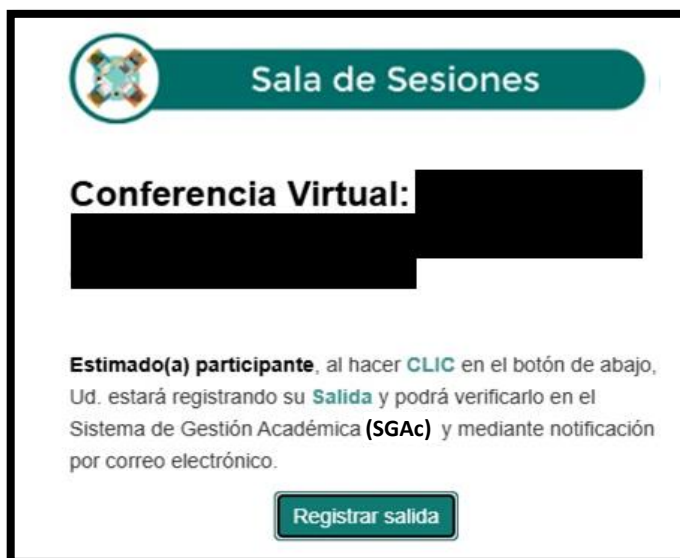 Sala de Sesiones
Conferencia Virtual:
Estimado(a) participante, al hacer CLIC en el botón de abajo,
Ud. estará registrando su Salida y podrá verificarlo en el
Sistema de Gestión Académica (SGAc) y mediante notificación
por correo electrónico.
Registrar salida